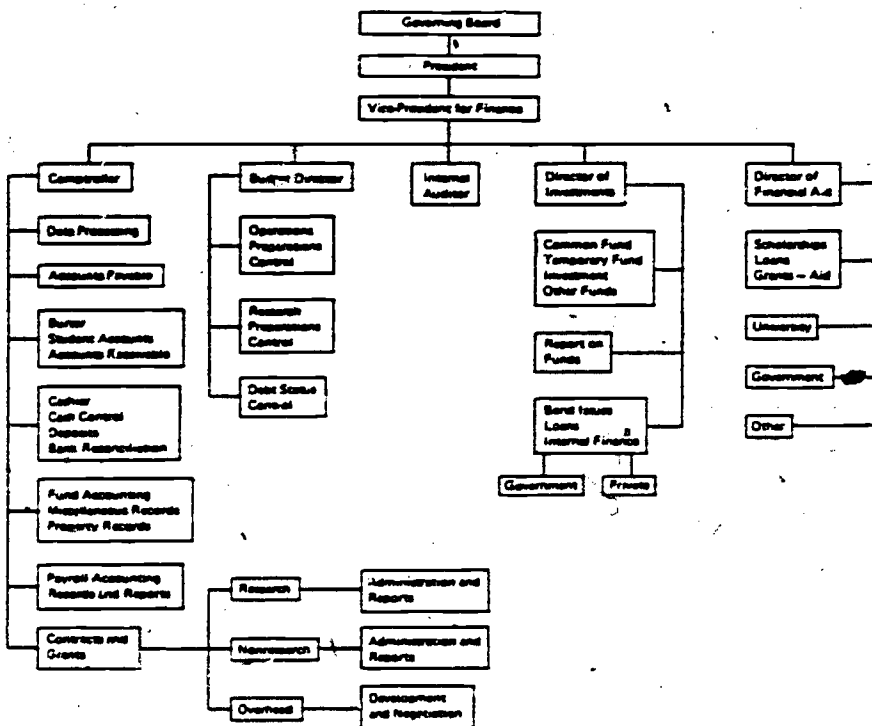 Governing Board
President
Vice-President for Finance
Comptroller
Budget Director
Internal
Auditor
Director of
Investments
Director of
Financial Aid
Data Processing
Accounts Payable
Bursar
Student Accounts
Accounts Receivable
Cashier
Cash Control
Deposits
Bank Reconciliation
Fund Accounting
Miscellaneous Records
Property Records
Payroll Accounting
Records and Reports
Contracts and
Grants
Operations
Preparations
Control
Research
Preparations
Control
Debt Status
Control
Common Fund
Temporary Fund
Investment
Other Funds
Report on
Funds
Bond Issues
Loans
Internal Finance
Government
Private
Scholarships
Loans
Grants – Aid
University
Government
Other
Research
Administration and
Reports
Nonresearch
Administration and
Reports
Overhead
Development
and Negotiation